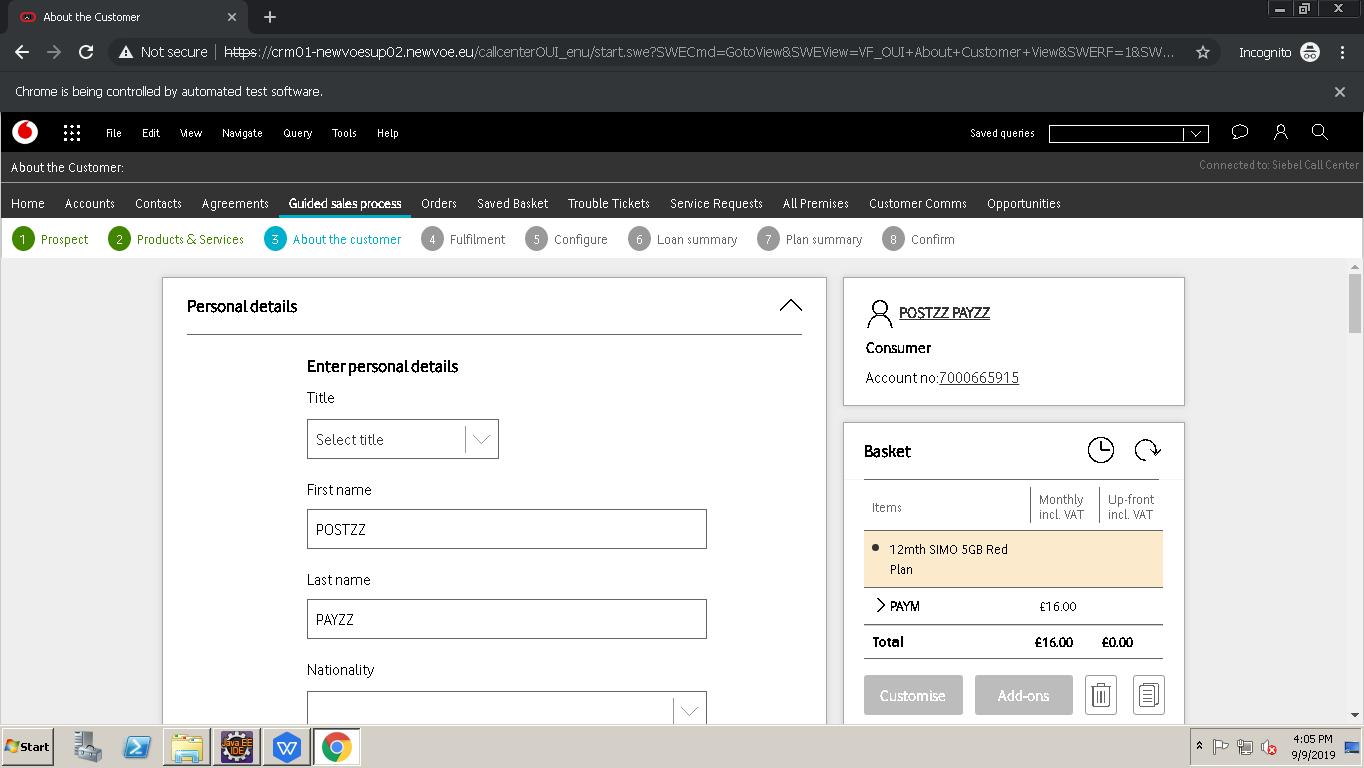 About the Customer
Not secure https://crm01-newvoesup02.newvoe.eu/callcenterOUI_enu/start.swe?SWECmd=GotoView&SWEView=VF_OUI+About+Customer+View&SWERF=1&SW... Incognito
Chrome is being controlled by automated test software.
File Edit View Navigate Query Tools Help Saved queries
About the Customer: Connected to: Siebel Call Center
Home Accounts Contacts Agreements Guided sales process Orders Saved Basket Trouble Tickets Service Requests All Premises Customer Comms Opportunities
1 Prospect 2 Products & Services 3 About the customer 4 Fulfilment 5 Configure 6 Loan summary 7 Plan summary 8 Confirm
Personal details
Enter personal details
Title
Select title
First name
POSTZZ
Last name
PAYZZ
Nationality
POSTZZ PAYZZ
Consumer
Account no:7000665915
Basket
Items Monthly incl. VAT Up-front incl. VAT
12mth SIMO 5GB Red
Plan
PAYM £16.00
Total £16.00 £0.00
Customise Add-ons
Start Java EE IDE W 4:05 PM
9/9/2019